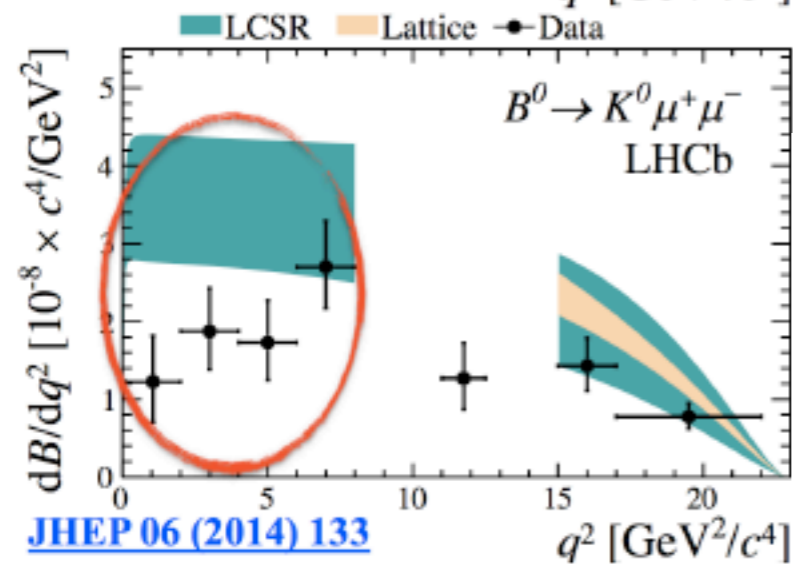 LCSR Lattice Data
dB/dq² [10⁻⁸ × c⁴/GeV²]
5
4
3
2
1
0
B⁰→ K⁰μ⁺μ⁻
LHCb
0 5 10 15 20
JHEP 06 (2014) 133
q² [GeV²/c⁴]